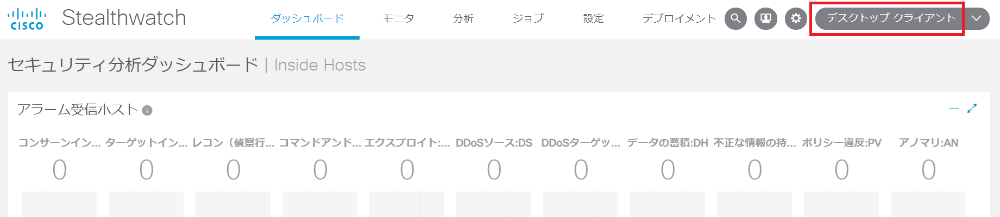 CISCO Stealthwatch ダッシュボード モニタ 分析 ジョブ 設定 デプロイメント デスクトップ クライアント
セキュリティ分析ダッシュボード | Inside Hosts
アラーム受信ホスト
コンサーンイン... ターゲットイン... レコン（偵察行... コマンドアンド... エクスプロイト:... DDoSソース:DS DDoSターゲッ... データの蓄積:DH 不正な情報の持... ポリシー違反:PV アノマリ:AN
0 0 0 0 0 0 0 0 0 0 0